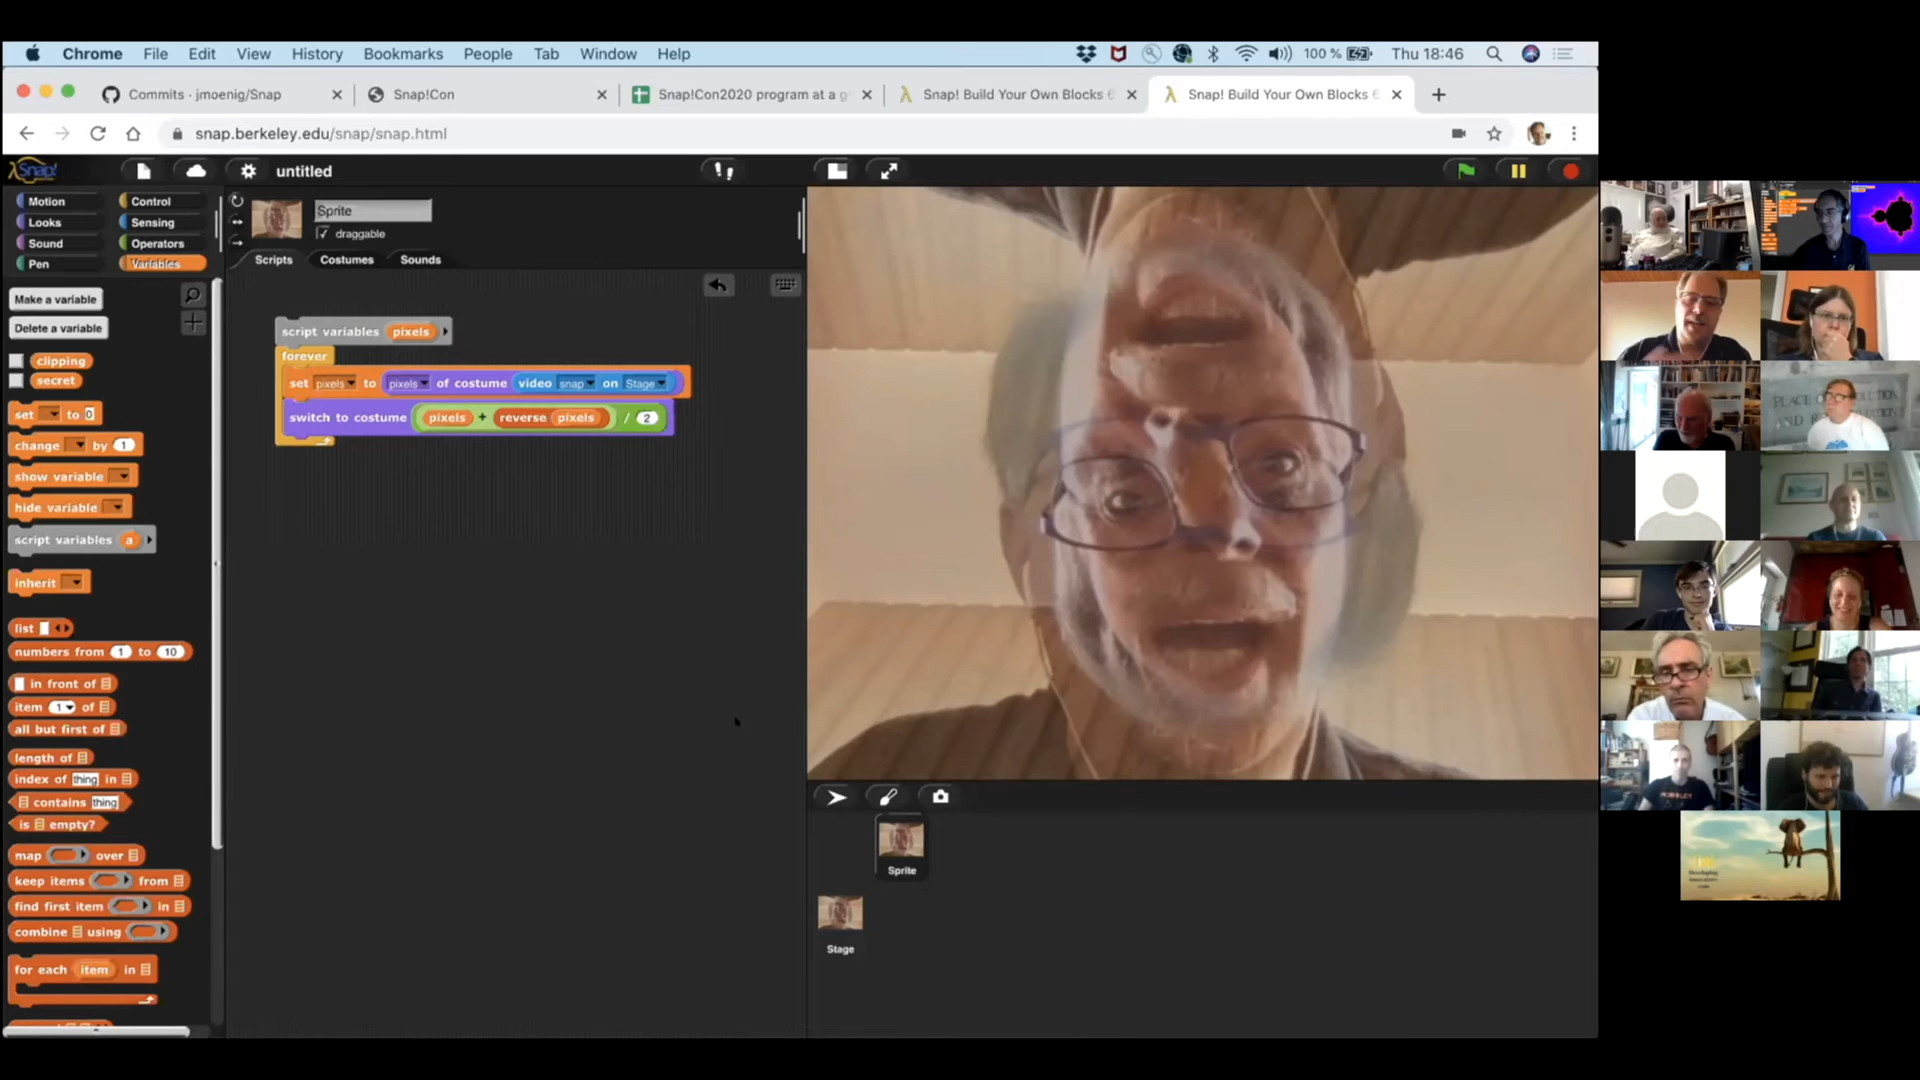 Chrome File Edit View History Bookmarks People Tab Window Help 100 % Thu 18:46
Commits · jmoenig/Snap Snap!Con Snap!Con2020 program at a g Snap! Build Your Own Blocks Snap! Build Your Own Blocks
snap.berkeley.edu/snap/snap.html
Snap! untitled
Motion Control
Looks Sensing
Sound Operators
Pen Variables
Sprite
draggable
Scripts Costumes Sounds
Make a variable
Delete a variable
clipping
secret
set to 0
change by 1
show variable
hide variable
script variables a
inherit
list
numbers from 1 to 10
in front of
item 1 of
all but first of
length of
index of thing in
contains thing
is empty?
map over
keep items from
find first item in
combine using
for each item in
script variables pixels
forever
set pixels to pixels of costume video snap on Stage
switch to costume pixels + reverse pixels / 2
Sprite
Stage